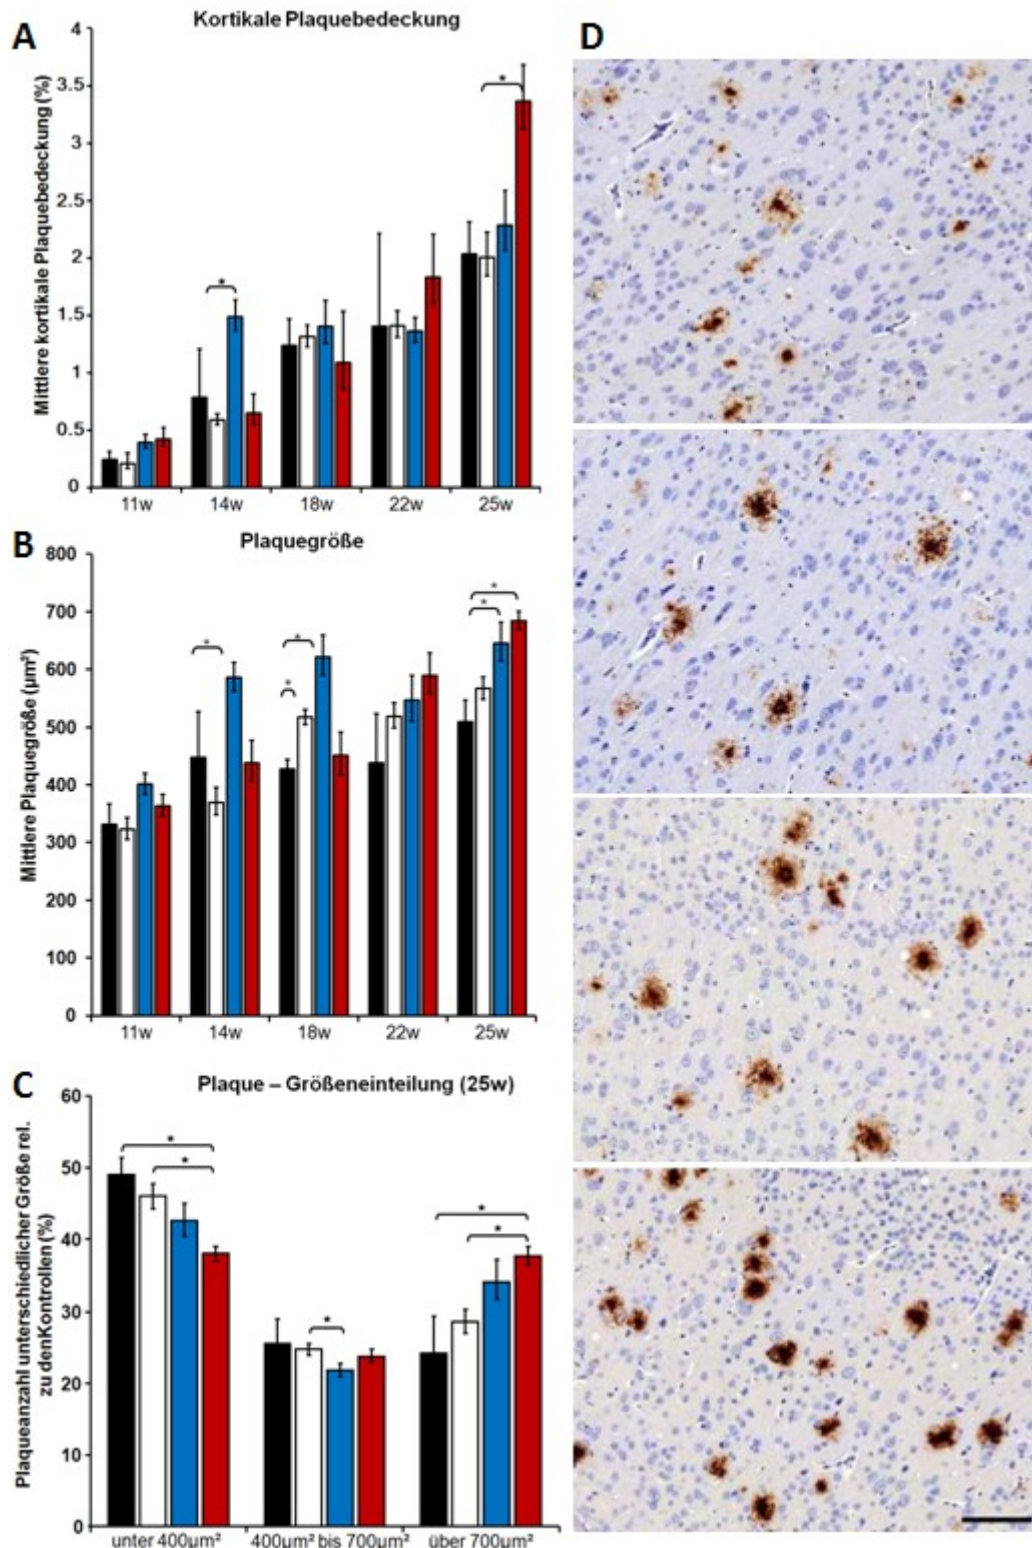 A
Kortikale Plaquebedeckung
D
Mittlere kortikale Plaquebedeckung (%)
4
3.5
3
2.5
2
1.5
1
0.5
0
*
*
11w
14w
18w
22w
25w
B
Plaquegröße
Mittlere Plaquegröße (µm²)
800
700
600
500
400
300
200
100
0
*
*
*
*
*
11w
14w
18w
22w
25w
C
Plaque – Größeneinteilung (25w)
Plaqueanzahl unterschiedlicher Größe rel.
zu denKontrollen (%)
60
50
40
30
20
10
0
*
*
*
*
*
unter 400µm²
400µm² bis 700µm²
über 700µm²